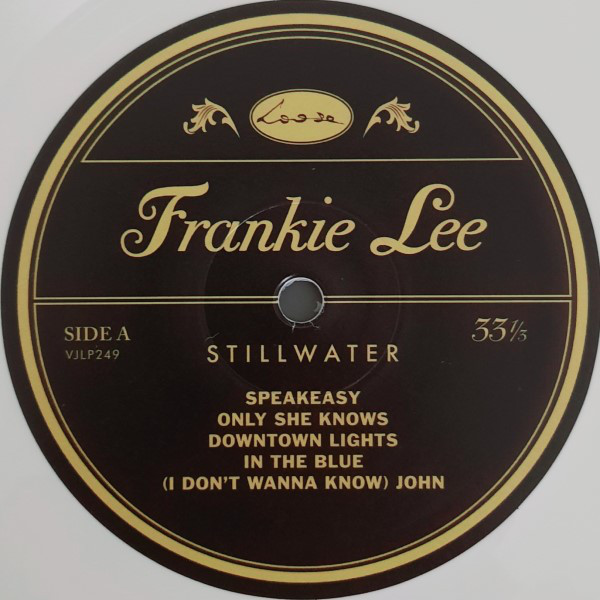 Loose
Frankie Lee
SIDE A
VJLP249
STILLWATER
33⅓
SPEAKEASY
ONLY SHE KNOWS
DOWNTOWN LIGHTS
IN THE BLUE
(I DON'T WANNA KNOW) JOHN